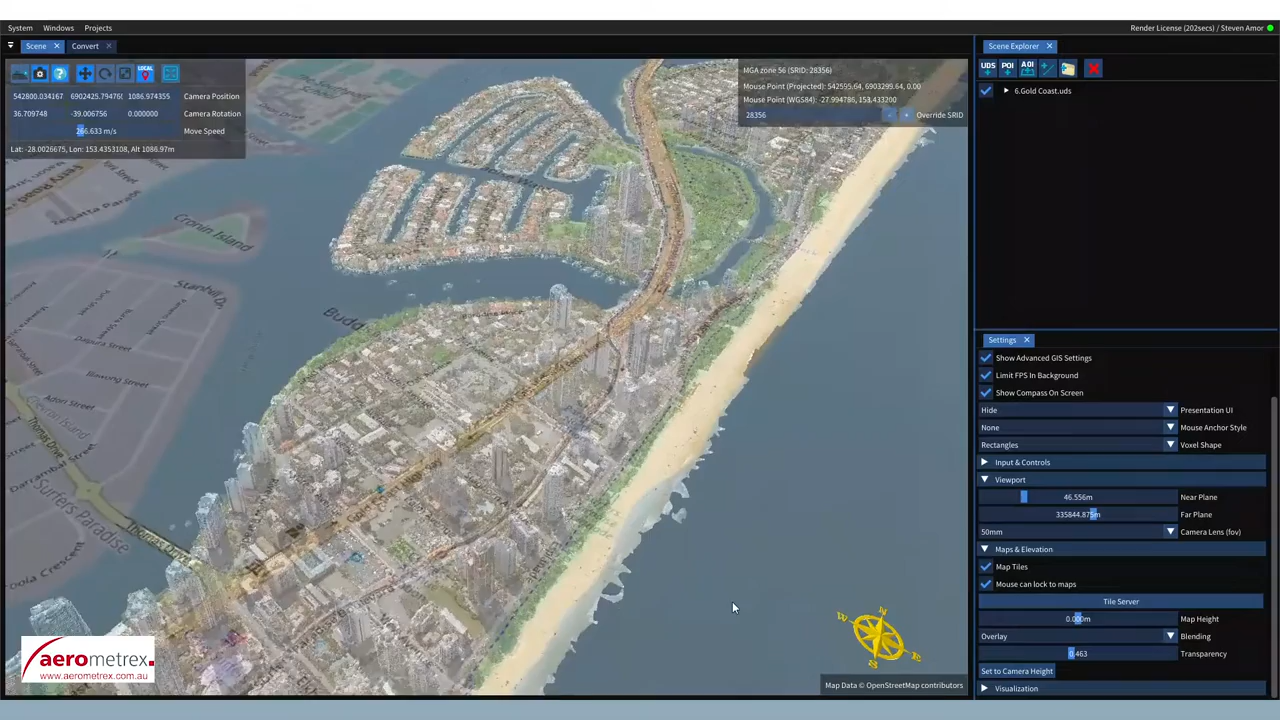 System Windows Projects
Render License (202secs) / Steven Amor
Scene Convert
LOCAL
542800.034167 6902425.79476( 1086.974355 Camera Position
36.709748 -39.006756 0.000000 Camera Rotation
266.633 m/s Move Speed
Lat: -28.0026675, Lon: 153.4353108, Alt 1086.97m
MGA zone 56 (SRID: 28356)
Mouse Point (Projected): 542595.64, 6903299.64, 0.00
Mouse Point (WGS84): -27.994786, 153.433200
28356 Override SRID
Cronin Island
Stanhill Dr
Surfers Paradise
Budd
W
N
E
S
aerometrex.
www.aerometrex.com.au
Map Data © OpenStreetMap contributors
Scene Explorer
UDS POI AOI
6.Gold Coast.uds
Settings
Show Advanced GIS Settings
Limit FPS In Background
Show Compass On Screen
Hide Presentation UI
None Mouse Anchor Style
Rectangles Voxel Shape
Input & Controls
Viewport
46.556m Near Plane
335844.875m Far Plane
50mm Camera Lens (fov)
Maps & Elevation
Map Tiles
Mouse can lock to maps
Tile Server
0.000m Map Height
Overlay Blending
0.463 Transparency
Set to Camera Height
Visualization